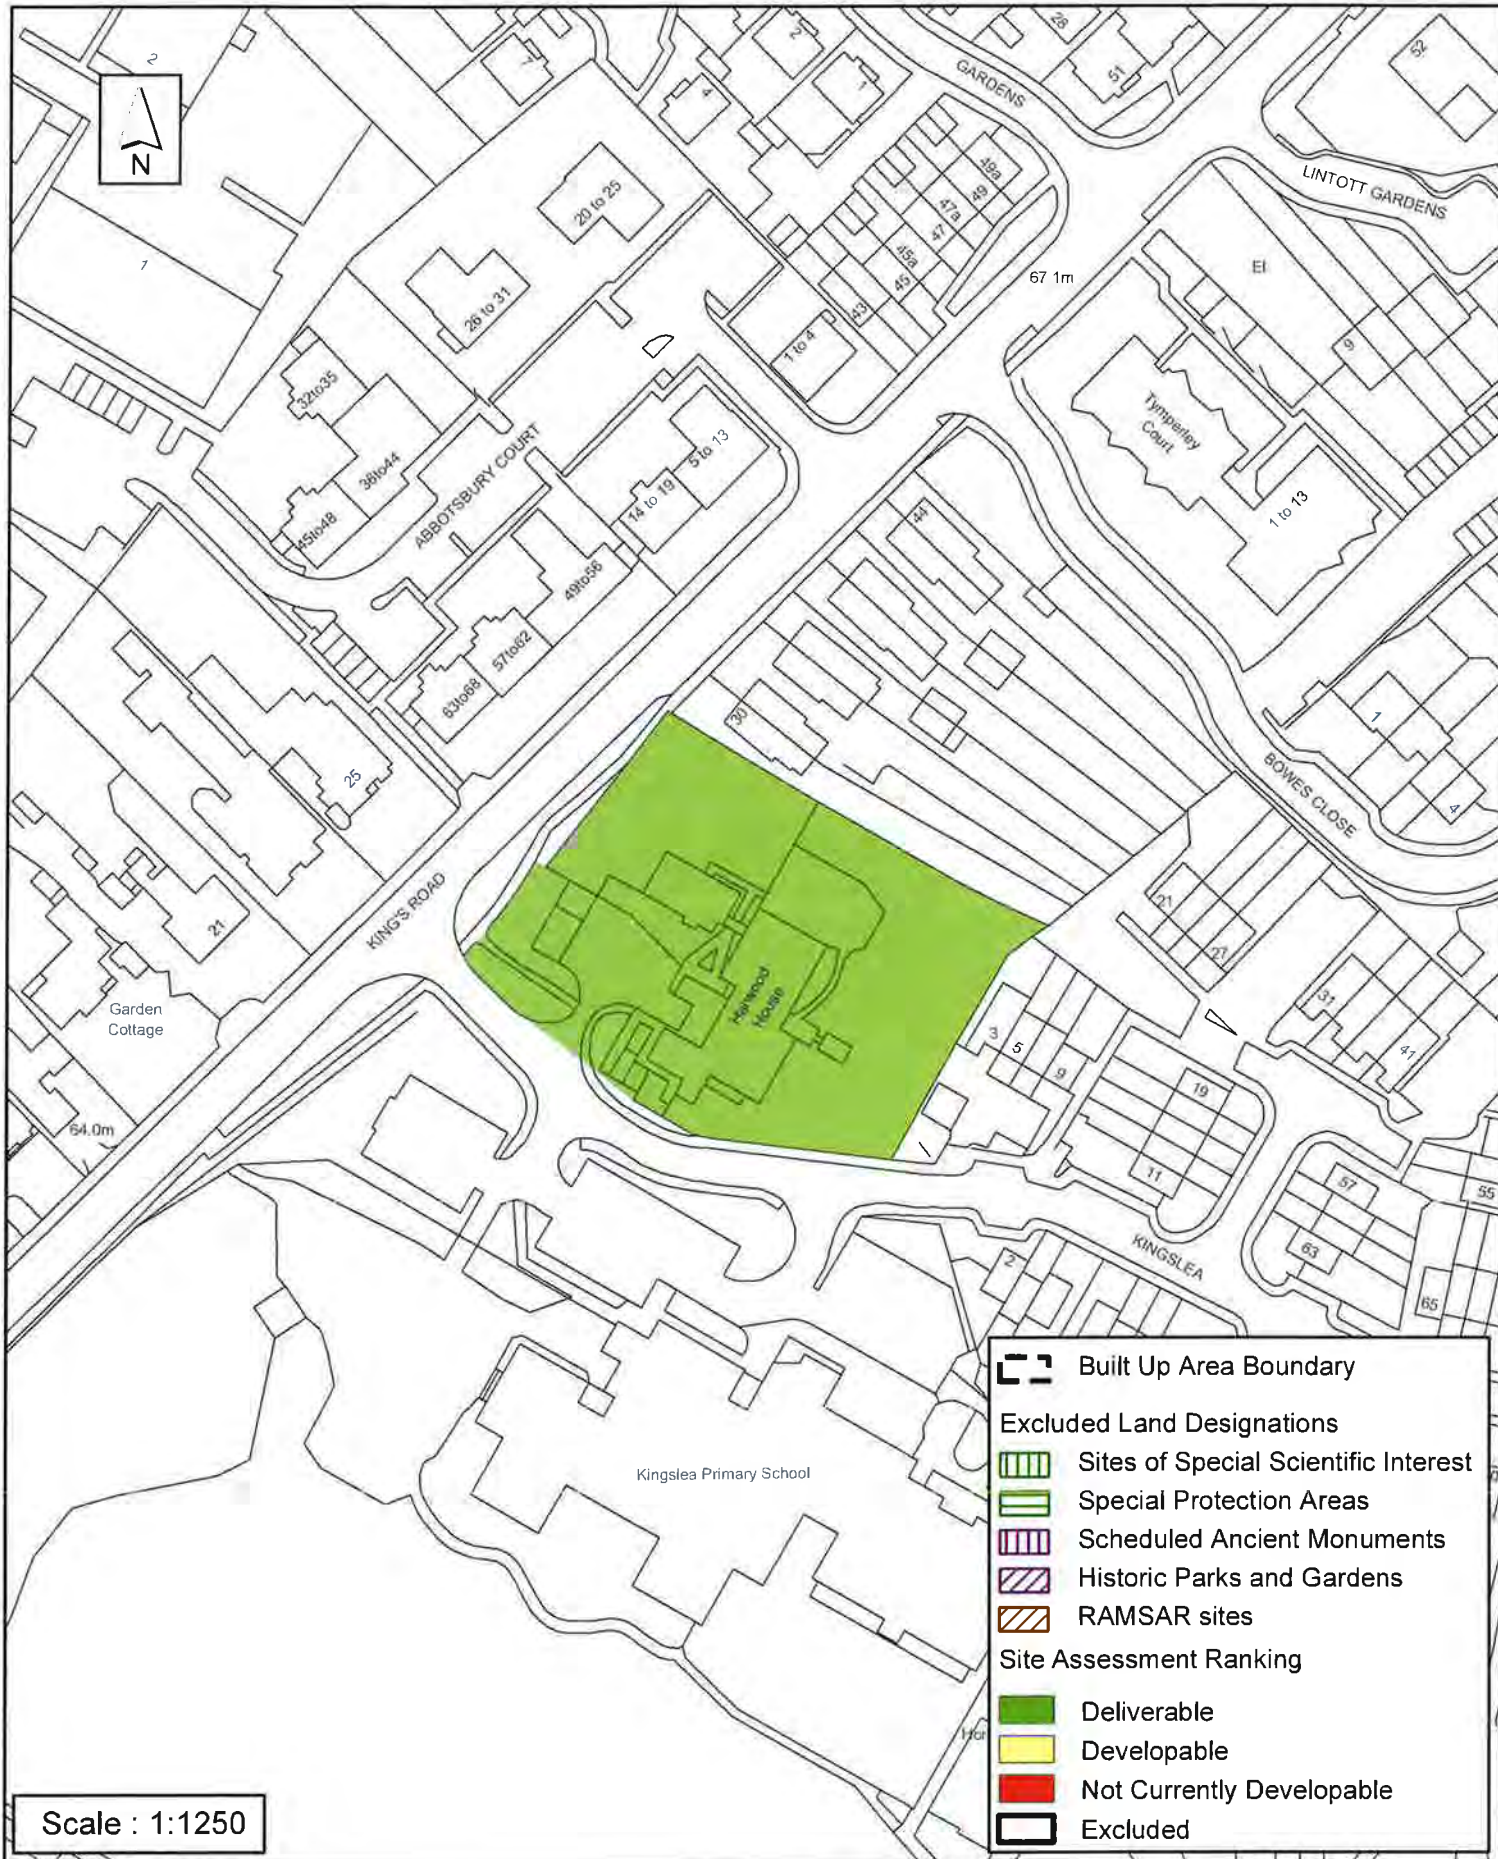 2
N
1
7
4
2
1
GARDENS
28
51
52
LINTOTT GARDENS
20 to 25
26 to 31
32to35
36to44
45to48
ABBOTSBURY COURT
49a
49
47a
47
45a
45
43
1 to 4
67 1m
El
9
Tymperley
Court
1 to 13
5 to 13
14 to 19
49to56
57to62
63to68
44
30
25
21
KING'S ROAD
Garden
Cottage
64.0m
Harwood
House
BOWES CLOSE
1
4
21
27
31
41
3
5
9
19
11
57
63
55
65
2
KINGSLEA
Kingslea Primary School
Hor
Built Up Area Boundary
Excluded Land Designations
Sites of Special Scientific Interest
Special Protection Areas
Scheduled Ancient Monuments
Historic Parks and Gardens
RAMSAR sites
Site Assessment Ranking
Deliverable
Developable
Not Currently Developable
Excluded
Scale : 1:1250